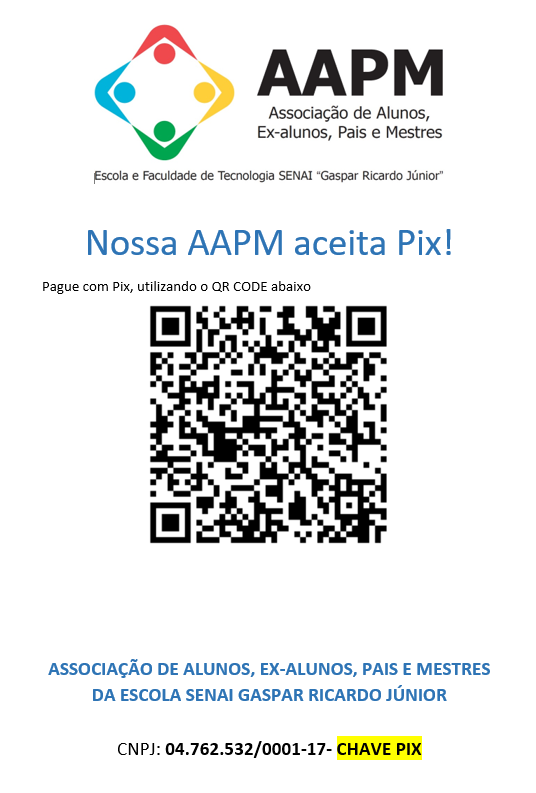 AAPM
Associação de Alunos,
Ex-alunos, Pais e Mestres
Escola e Faculdade de Tecnologia SENAI “Gaspar Ricardo Júnior”
Nossa AAPM aceita Pix!
Pague com Pix, utilizando o QR CODE abaixo
ASSOCIAÇÃO DE ALUNOS, EX-ALUNOS, PAIS E MESTRES
DA ESCOLA SENAI GASPAR RICARDO JÚNIOR
CNPJ: 04.762.532/0001-17- CHAVE PIX